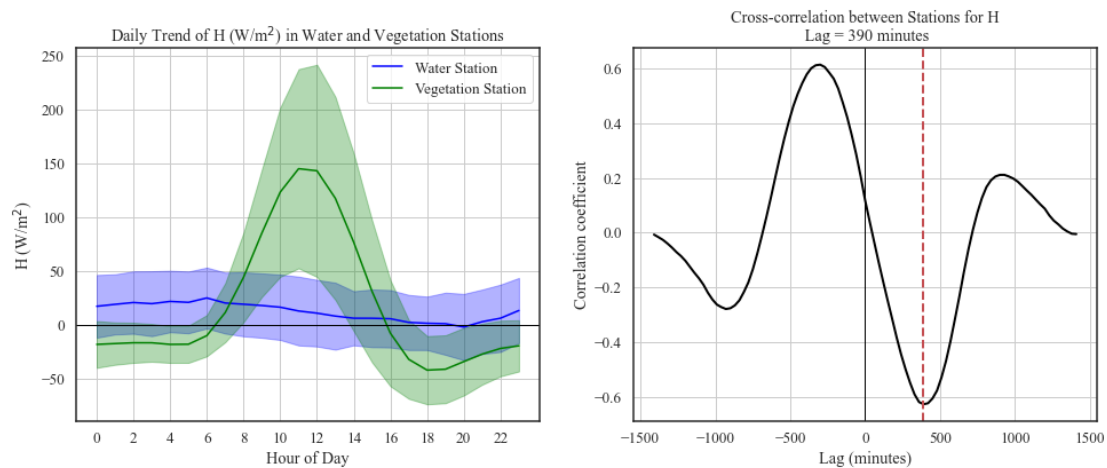 Daily Trend of H (W/m²) in Water and Vegetation Stations
250
200
150
100
50
0
−50
H (W/m²)
Water Station
Vegetation Station
0 2 4 6 8 10 12 14 16 18 20 22
Hour of Day
Cross-correlation between Stations for H
Lag = 390 minutes
0.6
0.4
0.2
0.0
−0.2
−0.4
−0.6
Correlation coefficient
−1500 −1000 −500 0 500 1000 1500
Lag (minutes)